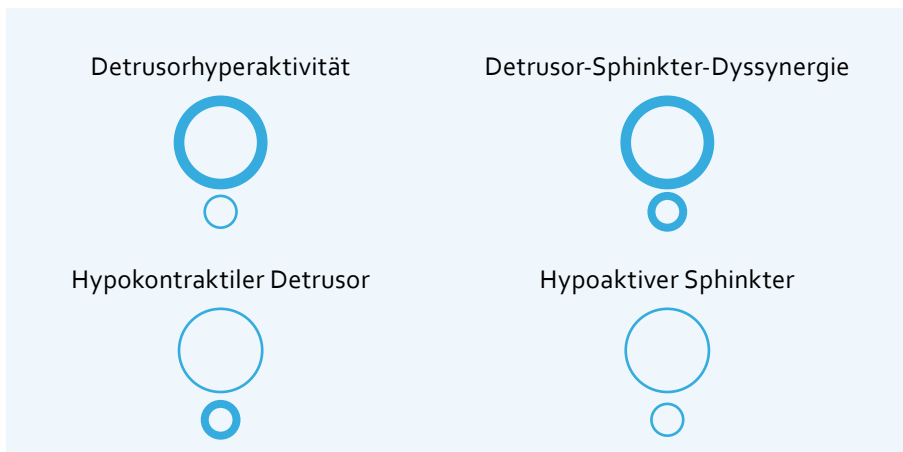 Detrusorhyperaktivität
Detrusor-Sphinkter-Dyssynergie
Hypokontraktiler Detrusor
Hypoaktiver Sphinkter